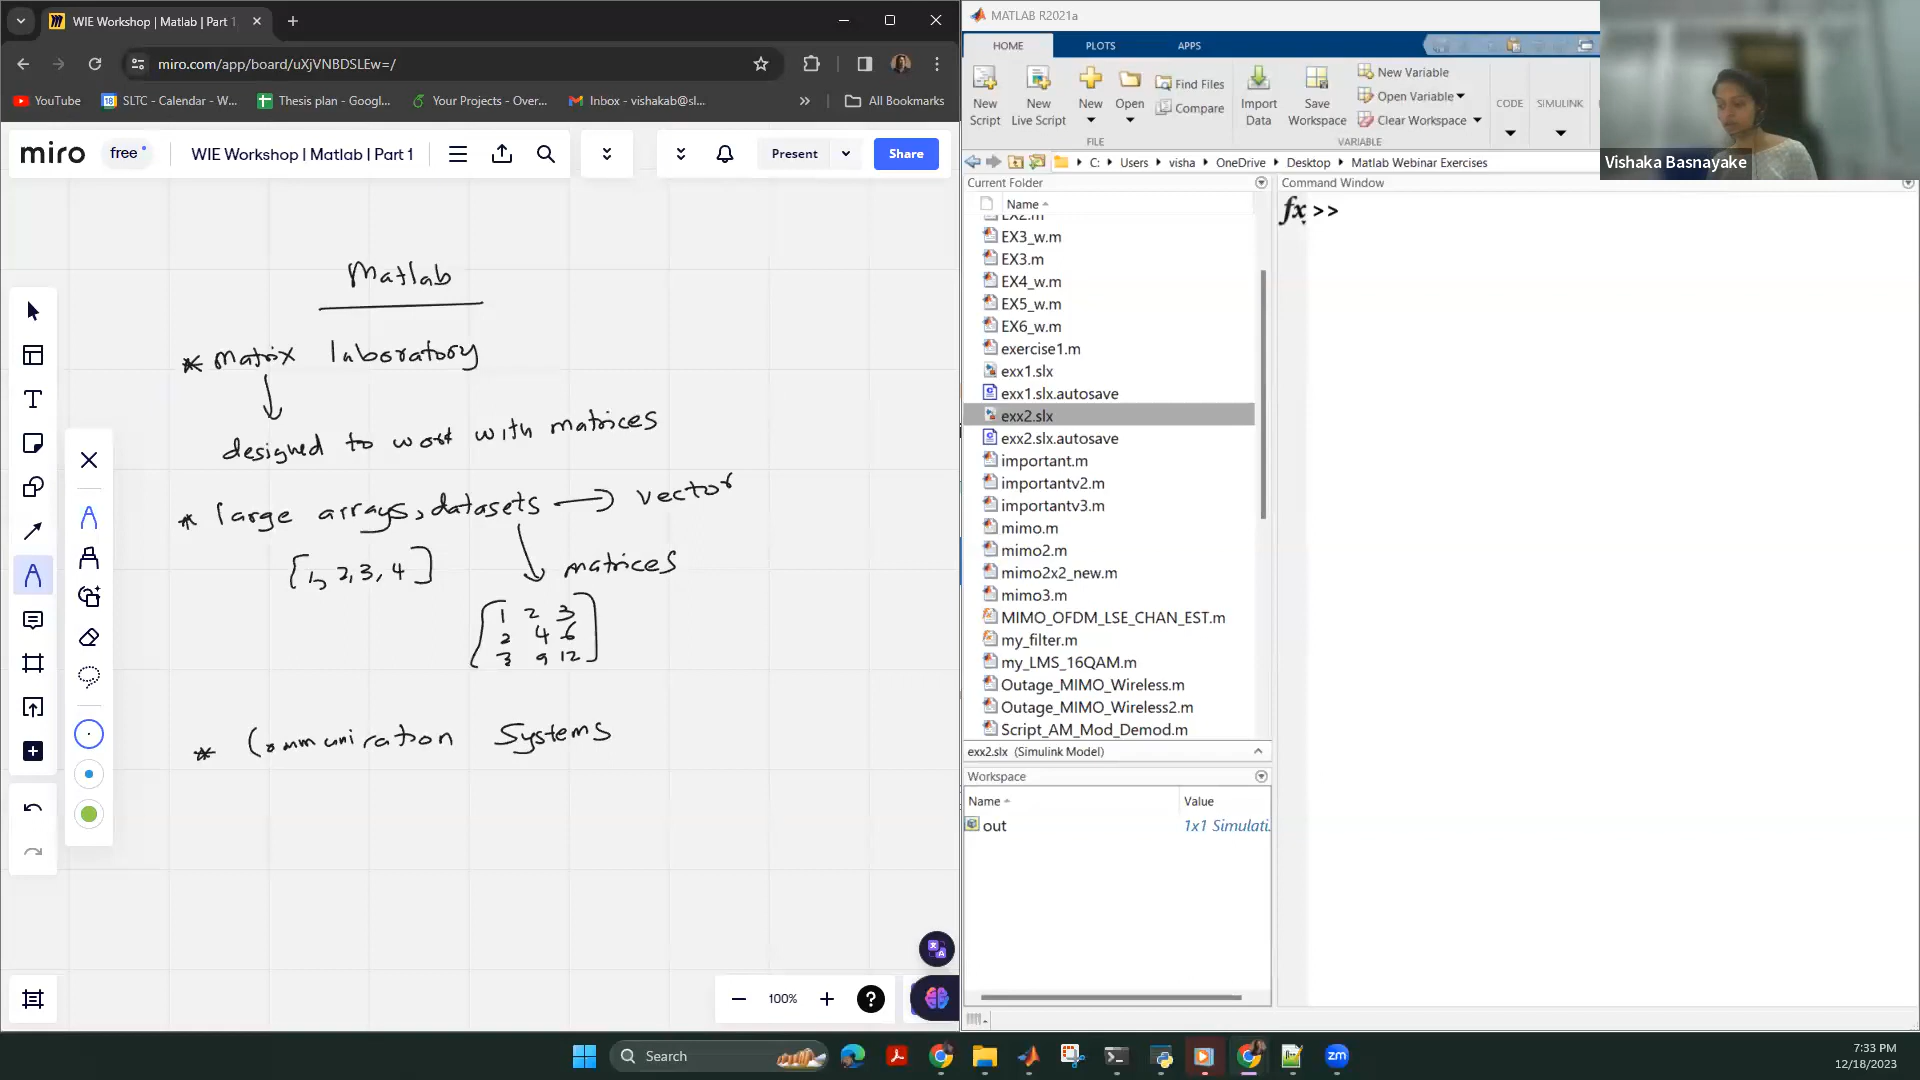 WIE Workshop | Matlab | Part 1
miro.com/app/board/uXjVNBDSLEw=/
YouTube
SLTC - Calendar - W...
Thesis plan - Googl...
Your Projects - Over...
Inbox - vishakab@sl...
All Bookmarks
miro
free
WIE Workshop | Matlab | Part 1
Present
Share
Matlab
* Matrix laboratory
designed to work with matrices
* large arrays, datasets → vector
[1, 2, 3, 4]
matrices
1 2 3
2 4 6
3 9 12
* Communication Systems
100%
MATLAB R2021a
HOME
PLOTS
APPS
New Script
New Live Script
New
Open
Find Files
Compare
Import Data
Save Workspace
New Variable
Open Variable
Clear Workspace
CODE
SIMULINK
FILE
VARIABLE
C: Users visha OneDrive Desktop Matlab Webinar Exercises
Vishaka Basnayake
Current Folder
Command Window
Name
fx >>
EX2.m
EX3_w.m
EX3.m
EX4_w.m
EX5_w.m
EX6_w.m
exercise1.m
exx1.slx
exx1.slx.autosave
exx2.slx
exx2.slx.autosave
important.m
importantv2.m
importantv3.m
mimo.m
mimo2.m
mimo2x2_new.m
mimo3.m
MIMO_OFDM_LSE_CHAN_EST.m
my_filter.m
my_LMS_16QAM.m
Outage_MIMO_Wireless.m
Outage_MIMO_Wireless2.m
Script_AM_Mod_Demod.m
exx2.slx (Simulink Model)
Workspace
Name Value
out 1x1 Simulati.
Search
zm
7:33 PM
12/18/2023